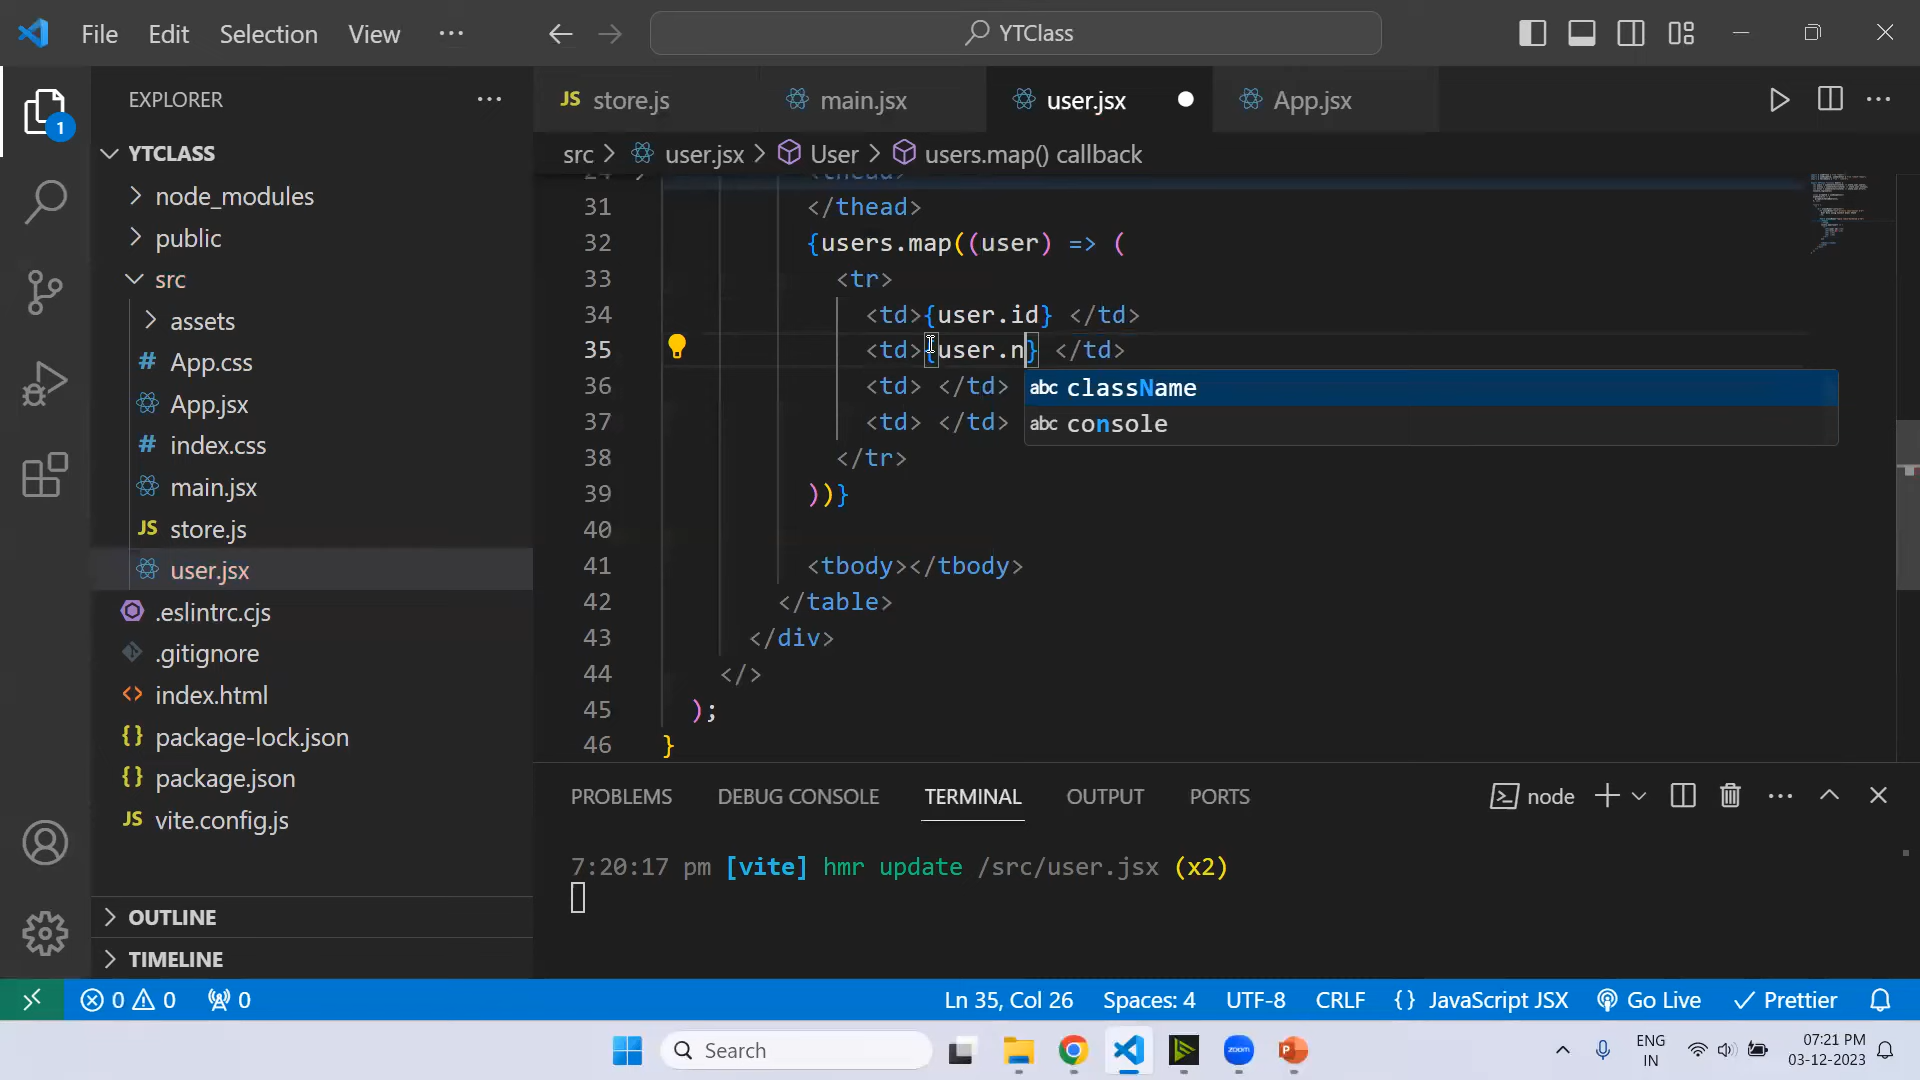 File Edit Selection View ··· YTClass
EXPLORER ···
JS store.js main.jsx user.jsx App.jsx ···
src > user.jsx > User > users.map() callback
1
YTCLASS
node_modules
public
src
assets
# App.css
App.jsx
# index.css
main.jsx
JS store.js
user.jsx
.eslintrc.cjs
.gitignore
<> index.html
{} package-lock.json
{} package.json
JS vite.config.js
OUTLINE
TIMELINE
24 <thead>
31 </thead>
32 {users.map((user) => (
33 <tr>
34 <td>{user.id} </td>
35 <td>{user.n} </td>
36 <td> </td>
37 <td> </td>
38 </tr>
39 ))}
40
41 <tbody></tbody>
42 </table>
43 </div>
44 </>
45 );
46 }
abc className
abc console
PROBLEMS DEBUG CONSOLE TERMINAL OUTPUT PORTS node ···
7:20:17 pm [vite] hmr update /src/user.jsx (x2)
0 0 0 Ln 35, Col 26 Spaces: 4 UTF-8 CRLF {} JavaScript JSX Go Live Prettier
Search zoom P ENG
IN 07:21 PM
03-12-2023